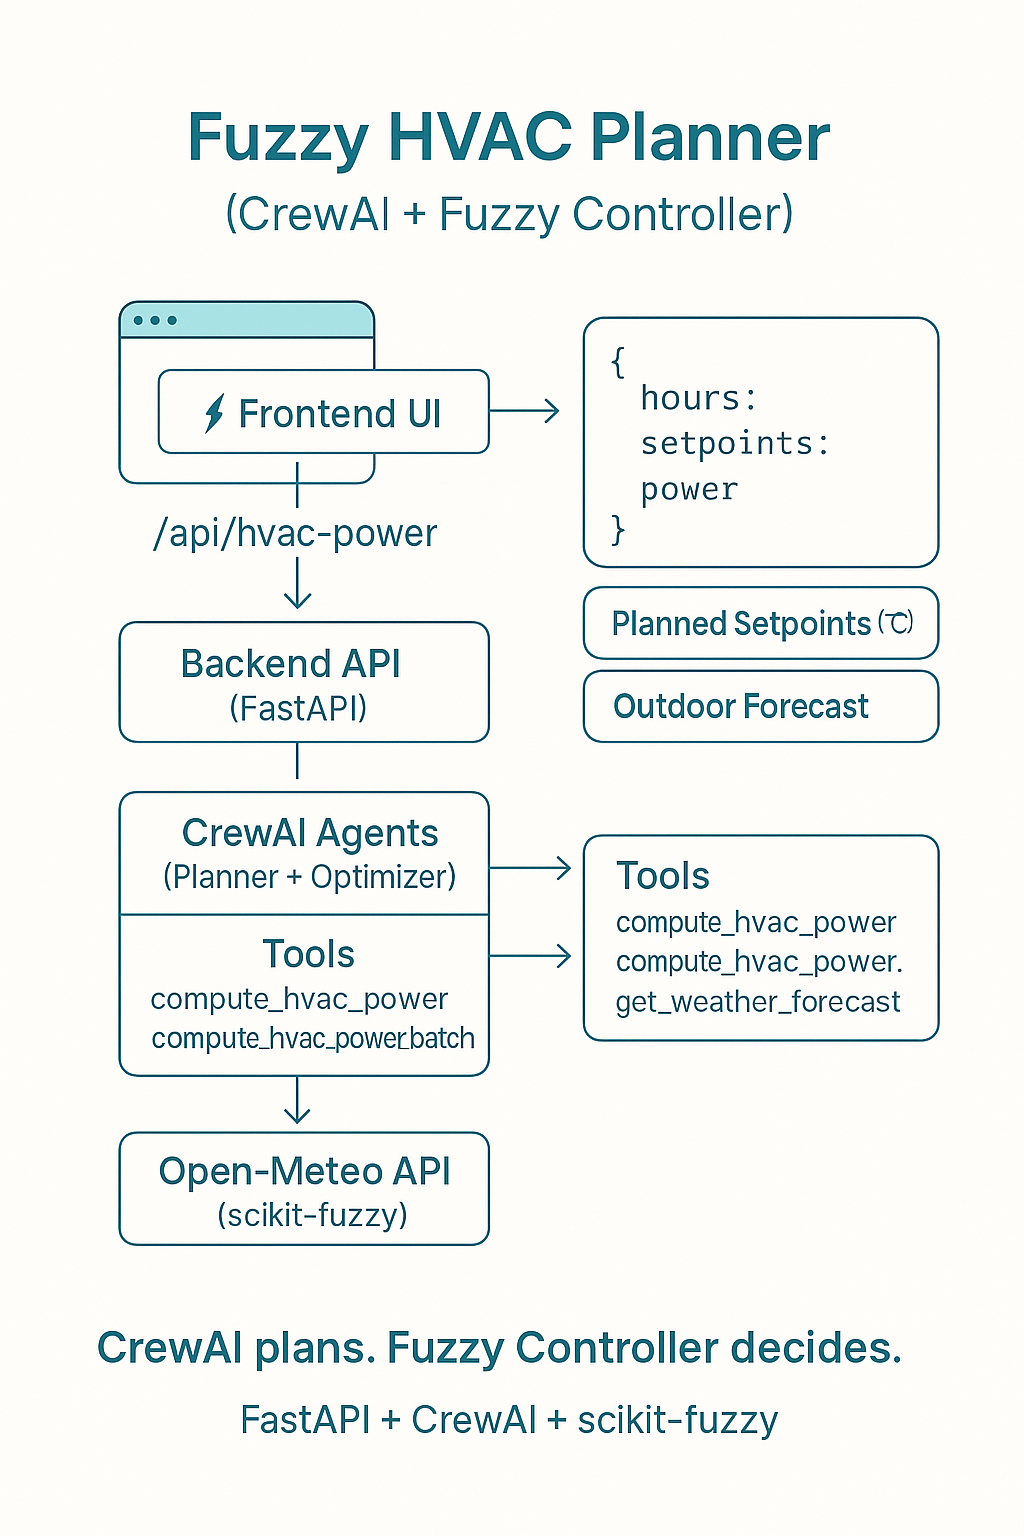 Fuzzy HVAC Planner
(CrewAI + Fuzzy Controller)
Frontend UI
/api/hvac-power
Backend API
(FastAPI)
CrewAI Agents
(Planner + Optimizer)
Tools
compute_hvac_power
compute_hvac_power_batch
Open-Meteo API
(scikit-fuzzy)
{
hours:
setpoints:
power
}
Planned Setpoints (℃)
Outdoor Forecast
Tools
compute_hvac_power
compute_hvac_power.
get_weather_forecast
CrewAI plans. Fuzzy Controller decides.
FastAPI + CrewAI + scikit-fuzzy